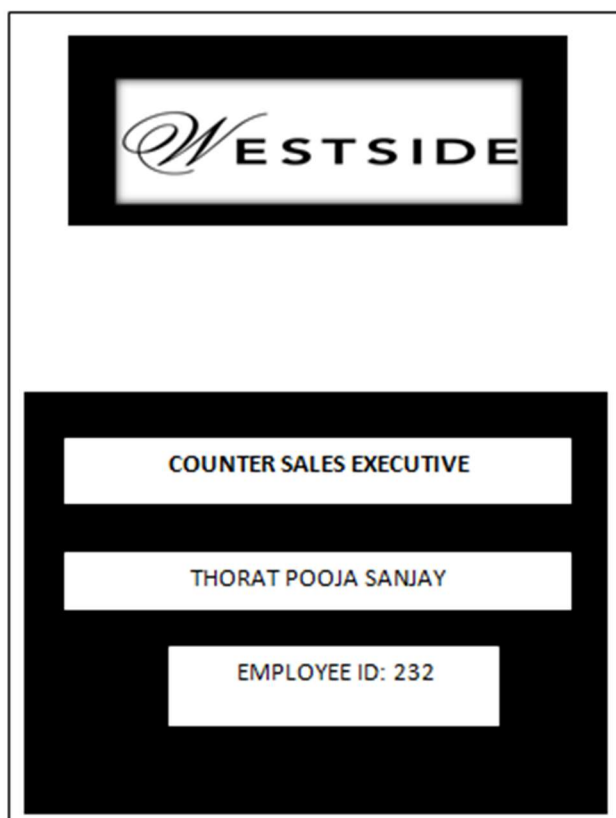 WESTSIDE
COUNTER SALES EXECUTIVE
THORAT POOJA SANJAY
EMPLOYEE ID: 232